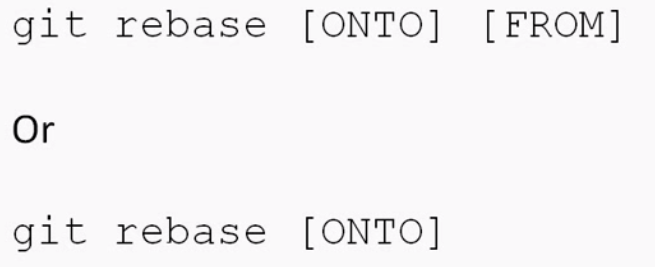 git rebase [ONTO] [FROM]
Or
git rebase [ONTO]